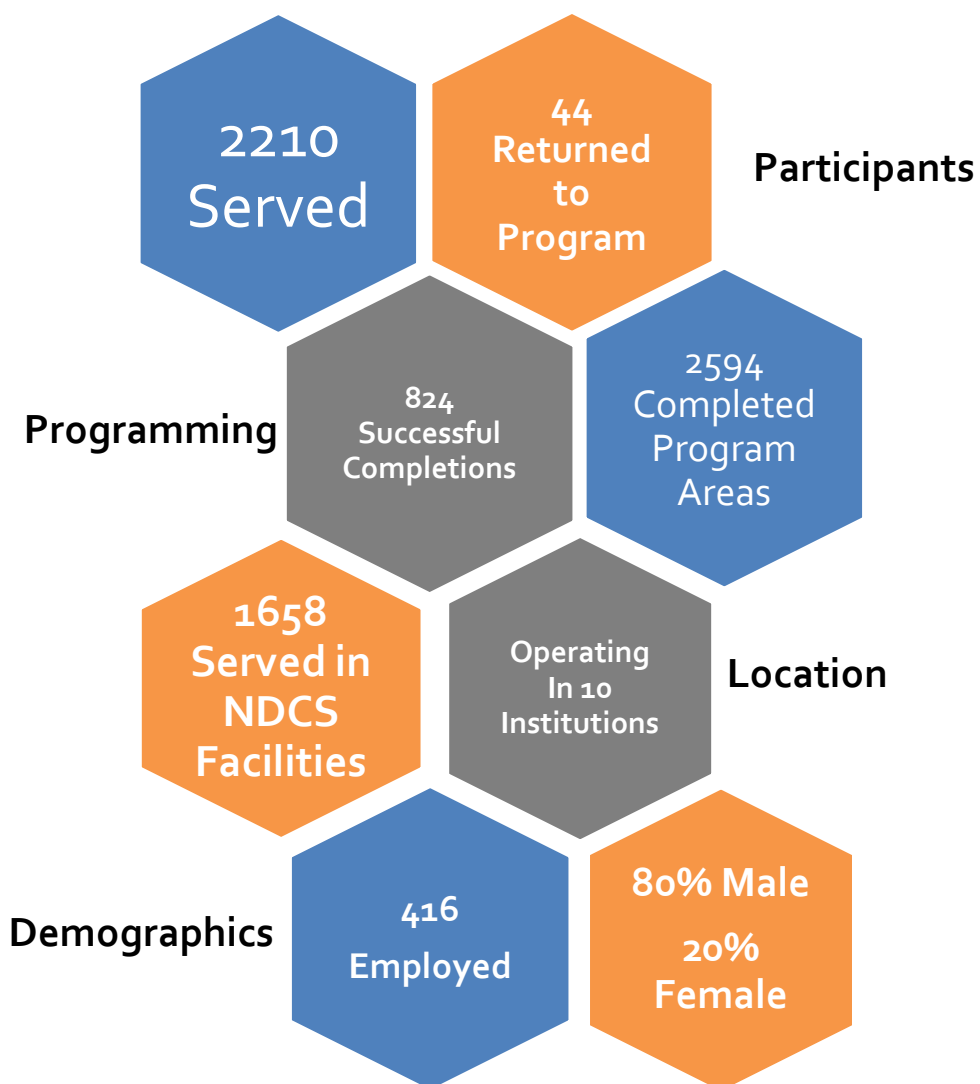 2210
Served
44
Returned
to
Program
Participants
Programming
824
Successful
Completions
2594
Completed
Program
Areas
1658
Served in
NDCS
Facilities
Operating
In 10
Institutions
Location
Demographics
416
Employed
80% Male
20%
Female